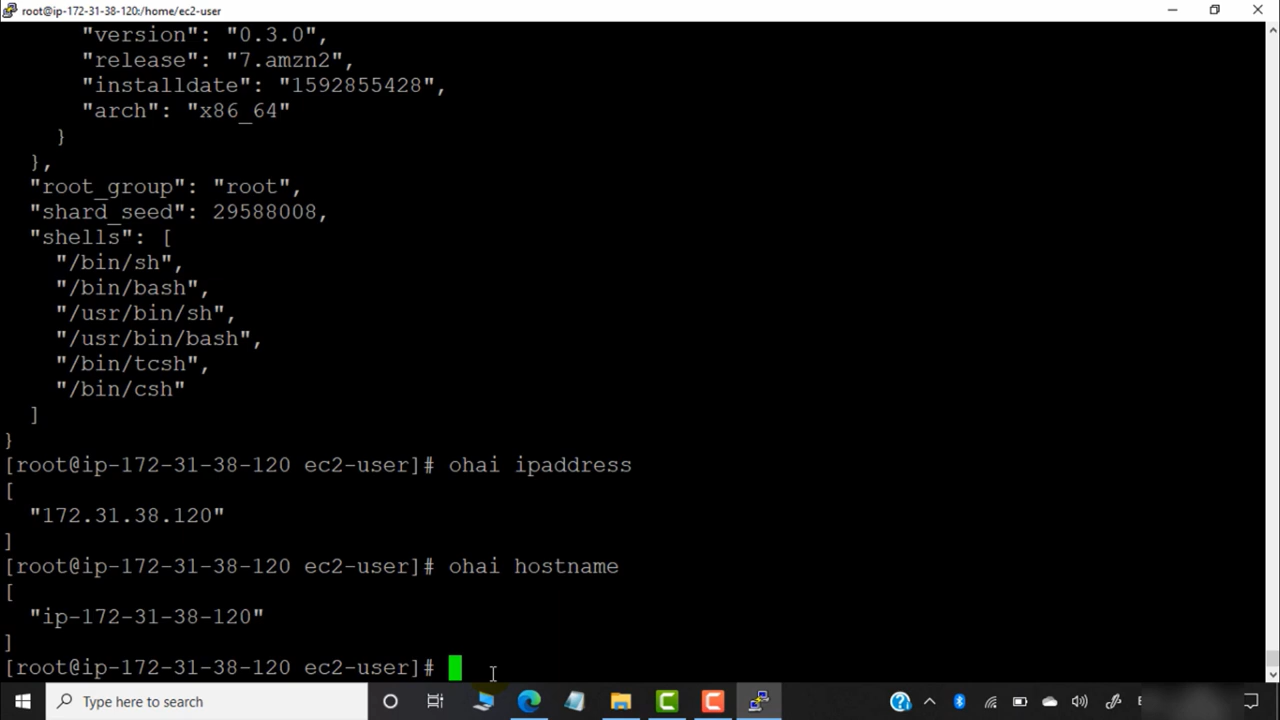 root@ip-172-31-38-120:/home/ec2-user
"version": "0.3.0",
"release": "7.amzn2",
"installdate": "1592855428",
"arch": "x86_64"
}
},
"root_group": "root",
"shard_seed": 29588008,
"shells": [
"/bin/sh",
"/bin/bash",
"/usr/bin/sh",
"/usr/bin/bash",
"/bin/tcsh",
"/bin/csh"
]
}
[root@ip-172-31-38-120 ec2-user]# ohai ipaddress
[
"172.31.38.120"
]
[root@ip-172-31-38-120 ec2-user]# ohai hostname
[
"ip-172-31-38-120"
]
[root@ip-172-31-38-120 ec2-user]#
Type here to search